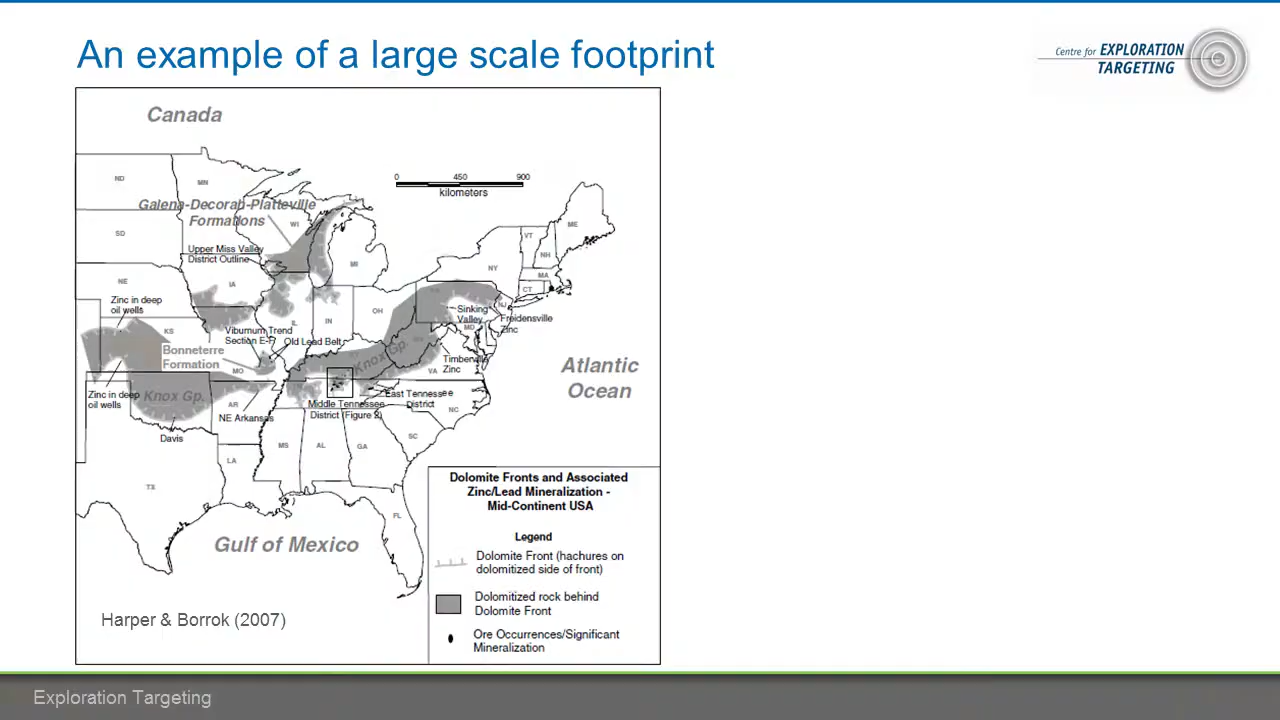 An example of a large scale footprint
Centre for EXPLORATION
TARGETING
Canada
0 450 900
kilometers
ND
MN
Galena-Decorah-Platteville
Formations
WI
SD
Upper Miss Valley
District Outline
MI
VT
ME
NH
NY
MA
CT
NE
IA
Zinc in deep
oil wells
KS
IL
IN
OH
NJ
Sinking
Valley
MD
Freidensville
Zinc
Viburnum Trend
Section E-F
Old Lead Belt
Bonneterre
Formation
MO
Knox Gp.
Timberville
Zinc
VA
Atlantic
Ocean
Zinc in deep
oil wells
Knox Gp.
AR
NE Arkansas
Middle Tennessee
District (Figure 2)
East Tennessee
District
NC
Davis
MS
AL
GA
SC
LA
TX
FL
Gulf of Mexico
Dolomite Fronts and Associated
Zinc/Lead Mineralization -
Mid-Continent USA
Legend
Dolomite Front (hachures on
dolomitized side of front)
Dolomitized rock behind
Dolomite Front
Ore Occurrences/Significant
Mineralization
Harper & Borrok (2007)
Exploration Targeting